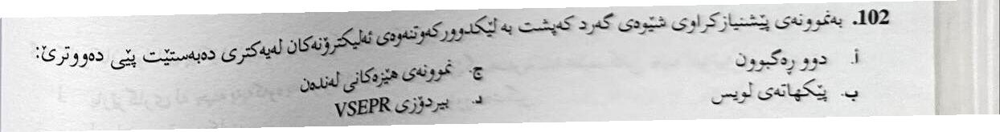 102. بەنموونەی پێشنیازکراوی شێوەی گەرد کەپشت بە لێکدوورکەوتنەوەی ئەلیکترۆنەکان لەیەکتری دەبەستێت پێی دەووترێ:
أ. دوو ڕەگبوون
ج. نموونەی هێزەکانی لەندەن
ب. پێکهاتەی لویس
د. بیردۆزی VSEPR